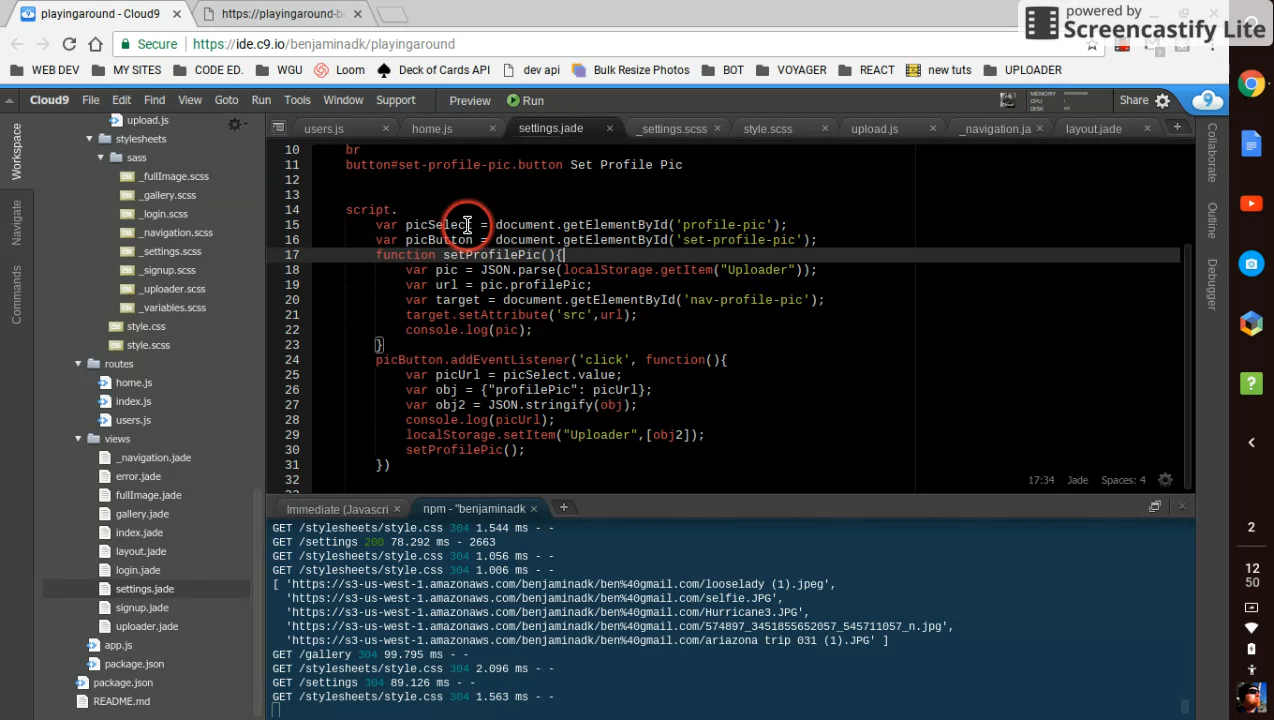 playingaround - Cloud9
https://playingaround-b
powered by
Screencastify Lite
Secure https://ide.c9.io/benjaminadk/playingaround
WEB DEV MY SITES CODE ED. WGU Loom Deck of Cards API dev api Bulk Resize Photos BOT VOYAGER REACT new tuts UPLOADER
Cloud9 File Edit Find View Goto Run Tools Window Support Preview Run MEMORY CPU DISK Share
Workspace
Navigate
Commands
upload.js
stylesheets
sass
_fullImage.scss
_gallery.scss
_login.scss
_navigation.scss
_settings.scss
_signup.scss
_uploader.scss
_variables.scss
style.css
style.scss
routes
home.js
index.js
users.js
views
_navigation.jade
error.jade
fullImage.jade
gallery.jade
index.jade
layout.jade
login.jade
settings.jade
signup.jade
uploader.jade
app.js
package.json
package.json
README.md
users.js home.js settings.jade _settings.scss style.scss upload.js _navigation.ja layout.jade
10 br
11 button#set-profile-pic.button Set Profile Pic
12
13
14 script.
15 var picSelect = document.getElementById('profile-pic');
16 var picButton = document.getElementById('set-profile-pic');
17 function setProfilePic(){
18 var pic = JSON.parse(localStorage.getItem("Uploader"));
19 var url = pic.profilePic;
20 var target = document.getElementById('nav-profile-pic');
21 target.setAttribute('src',url);
22 console.log(pic);
23 }
24 picButton.addEventListener('click', function(){
25 var picUrl = picSelect.value;
26 var obj = {"profilePic": picUrl};
27 var obj2 = JSON.stringify(obj);
28 console.log(picUrl);
29 localStorage.setItem("Uploader",[obj2]);
30 setProfilePic();
31 })
32
17:34 Jade Spaces: 4
Immediate (Javascri npm - "benjaminadk
GET /stylesheets/style.css 304 1.544 ms - -
GET /settings 200 78.292 ms - 2663
GET /stylesheets/style.css 304 1.056 ms - -
GET /stylesheets/style.css 304 1.006 ms - -
[ 'https://s3-us-west-1.amazonaws.com/benjaminadk/ben%40gmail.com/looselady (1).jpeg',
'https://s3-us-west-1.amazonaws.com/benjaminadk/ben%40gmail.com/selfie.JPG',
'https://s3-us-west-1.amazonaws.com/benjaminadk/ben%40gmail.com/Hurricane3.JPG',
'https://s3-us-west-1.amazonaws.com/benjaminadk/ben%40gmail.com/574897_3451855652057_545711057_n.jpg',
'https://s3-us-west-1.amazonaws.com/benjaminadk/ben%40gmail.com/ariazona trip 031 (1).JPG' ]
GET /gallery 304 99.795 ms - -
GET /stylesheets/style.css 304 2.096 ms - -
GET /settings 304 89.126 ms - -
GET /stylesheets/style.css 304 1.563 ms - -
Collaborate
Outline
Debugger
2
12
50